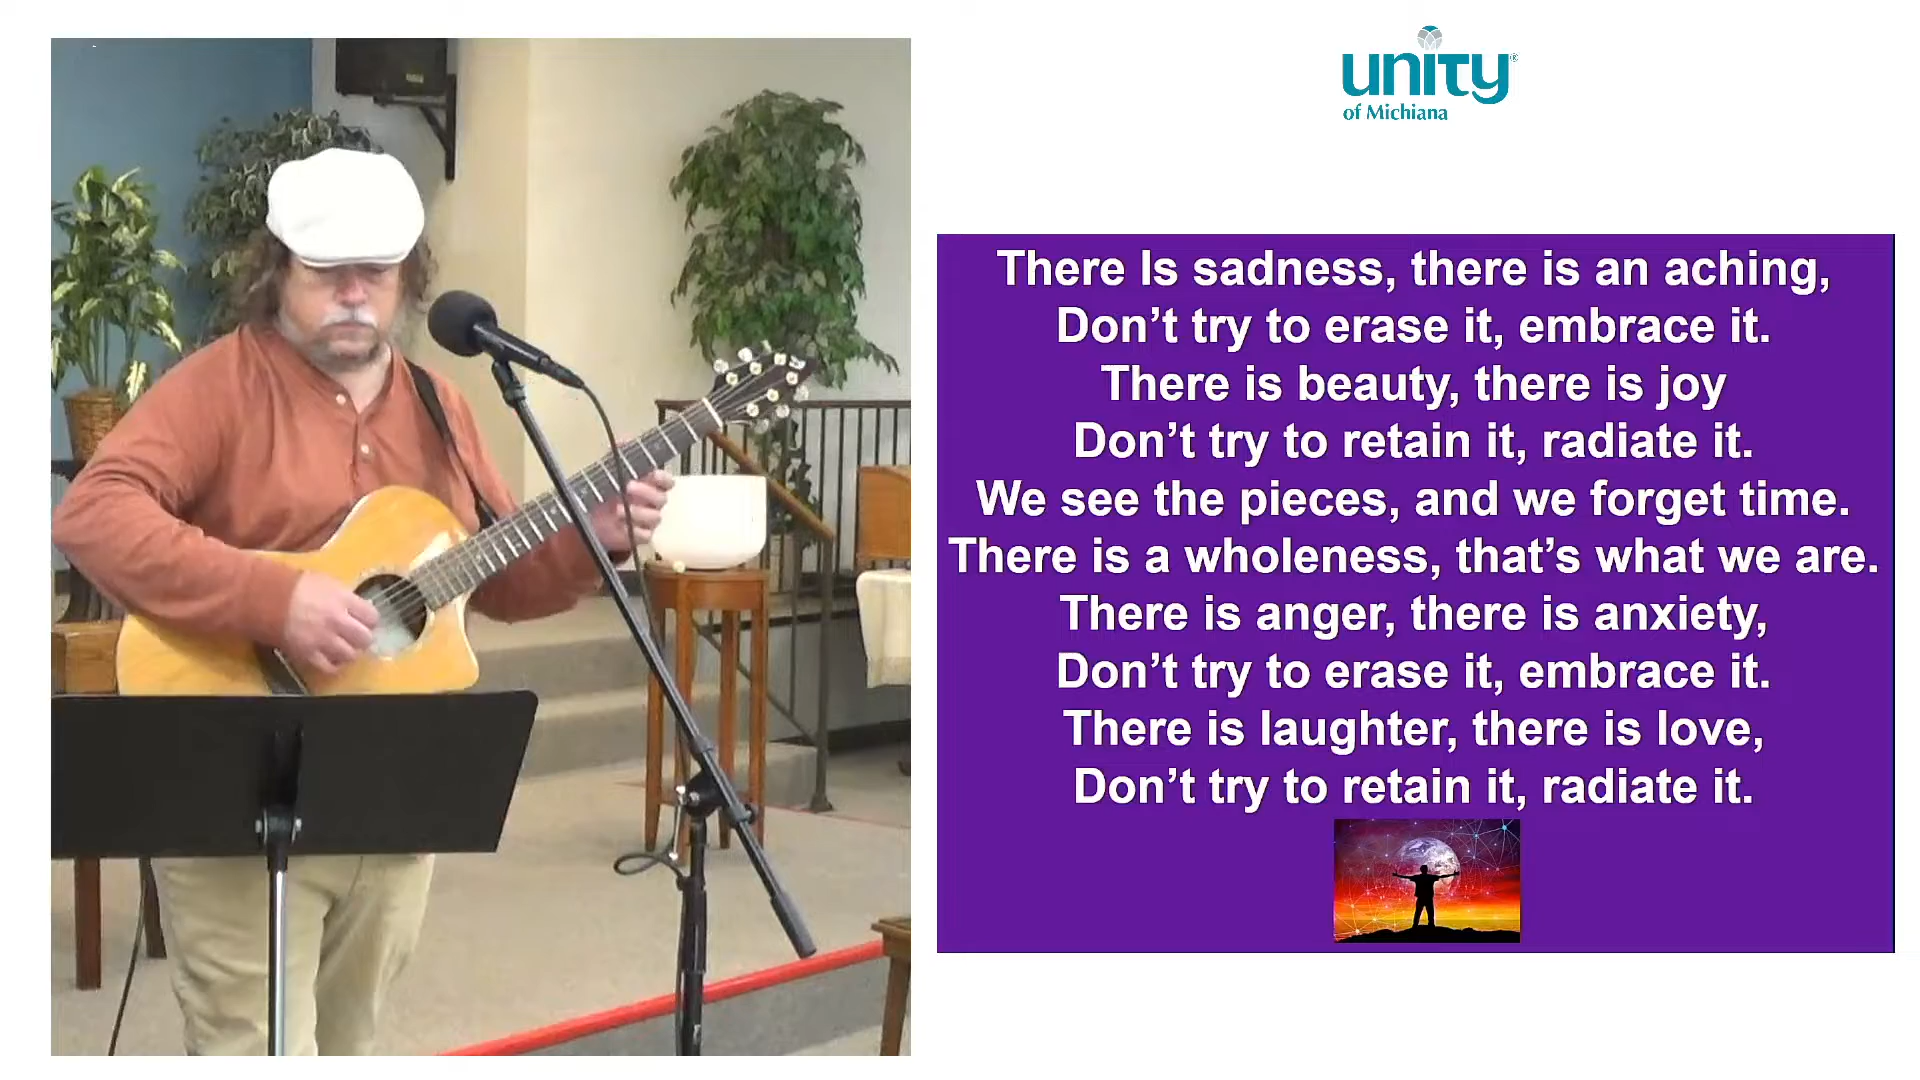 unity®
of Michiana
There Is sadness, there is an aching,
Don’t try to erase it, embrace it.
There is beauty, there is joy
Don’t try to retain it, radiate it.
We see the pieces, and we forget time.
There is a wholeness, that’s what we are.
There is anger, there is anxiety,
Don’t try to erase it, embrace it.
There is laughter, there is love,
Don’t try to retain it, radiate it.